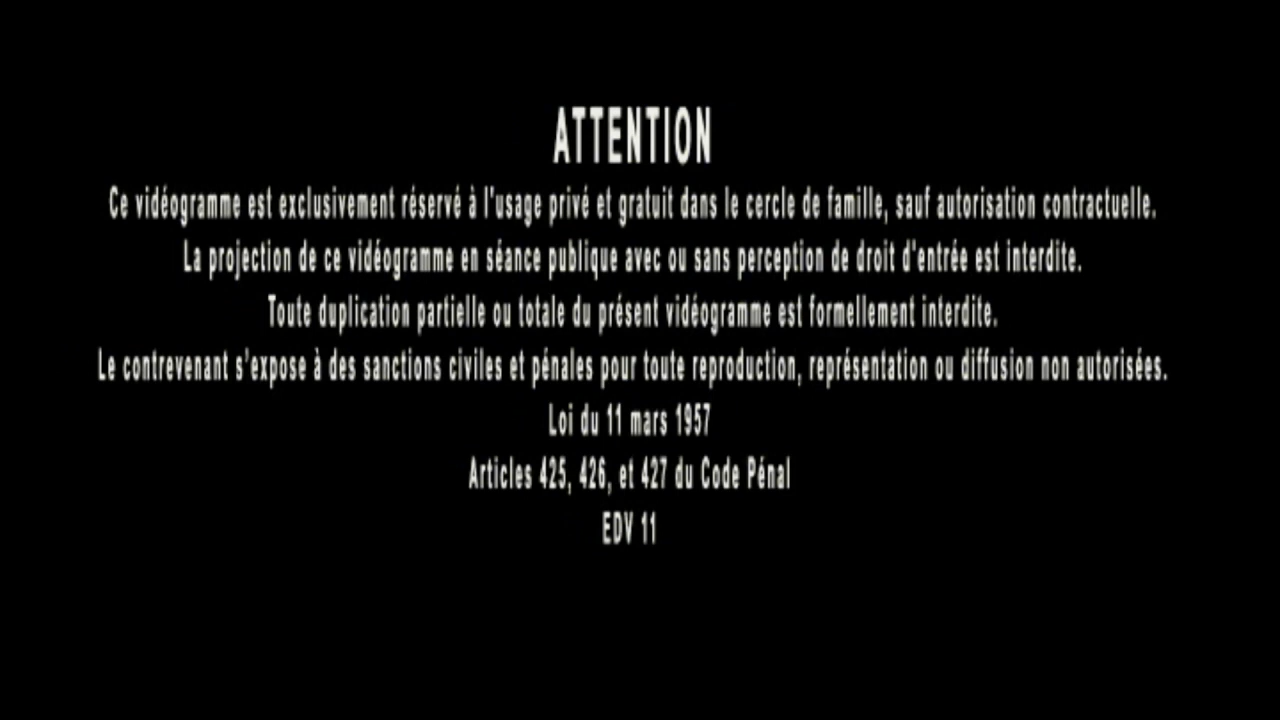 ATTENTION
Ce vidéogramme est exclusivement réservé à l'usage privé et gratuit dans le cercle de famille, sauf autorisation contractuelle.
La projection de ce vidéogramme en séance publique avec ou sans perception de droit d'entrée est interdite.
Toute duplication partielle ou totale du présent vidéogramme est formellement interdite.
Le contrevenant s'expose à des sanctions civiles et pénales pour toute reproduction, représentation ou diffusion non autorisées.
Loi du 11 mars 1957
Articles 425, 426, et 427 du Code Pénal
EDV 11